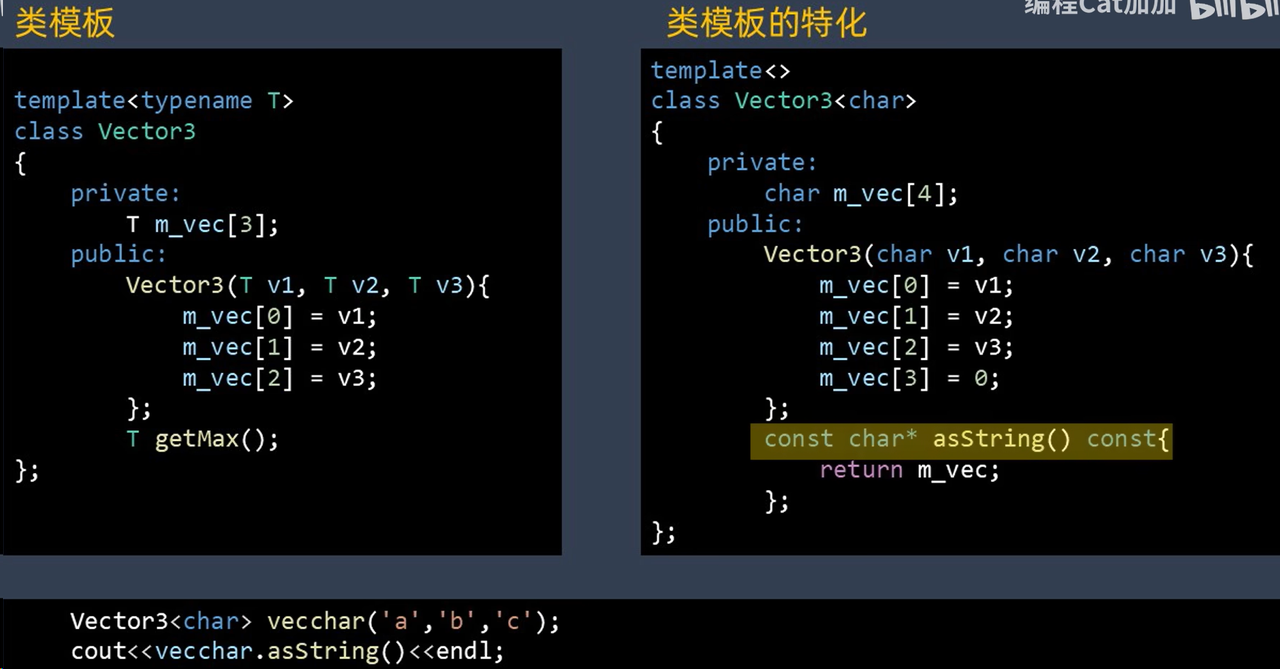 类模板
template<typename T>
class Vector3
{
    private:
        T m_vec[3];
    public:
        Vector3(T v1, T v2, T v3){
            m_vec[0] = v1;
            m_vec[1] = v2;
            m_vec[2] = v3;
        };
        T getMax();
};
类模板的特化
template<>
class Vector3<char>
{
    private:
        char m_vec[4];
    public:
        Vector3(char v1, char v2, char v3){
            m_vec[0] = v1;
            m_vec[1] = v2;
            m_vec[2] = v3;
            m_vec[3] = 0;
        };
        const char* asString() const{
            return m_vec;
        };
};
编程Cat加加
Vector3<char> vecchar('a','b','c');
cout<<vecchar.asString()<<endl;